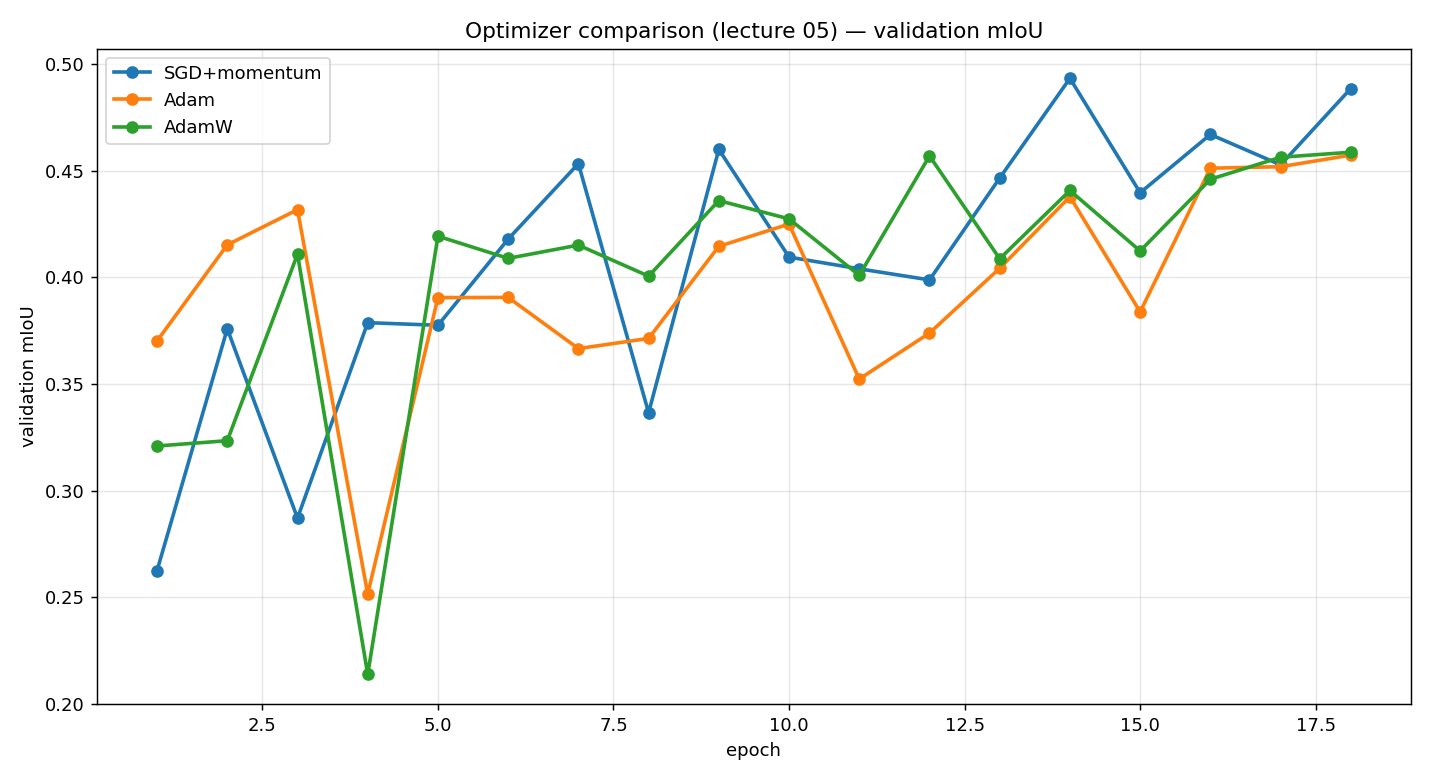 Optimizer comparison (lecture 05) — validation mIoU
SGD+momentum
Adam
AdamW
validation mIoU
0.50
0.45
0.40
0.35
0.30
0.25
0.20
2.5 5.0 7.5 10.0 12.5 15.0 17.5
epoch